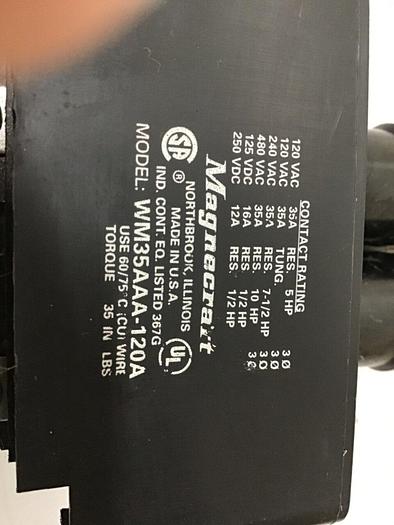 CONTACT RATING
120 VAC 35A RES. 5 HP 3Ø
120 VAC 35A TUNG. 3Ø
240 VAC 35A RES. 7-1/2 HP 3Ø
480 VAC 35A RES. 10 HP 3Ø
125 VDC 16A RES. 1/2 HP
250 VDC 12A RES. 1/2 HP
Magnecraft
SA ® NORTHBROOK, ILLINOIS UL
MADE IN U.S.A.
IND. CONT. EQ. LISTED 367G
MODEL: WM35AAA-120A
USE 60/75°C (CU) WIRE
TORQUE 35 IN LBS